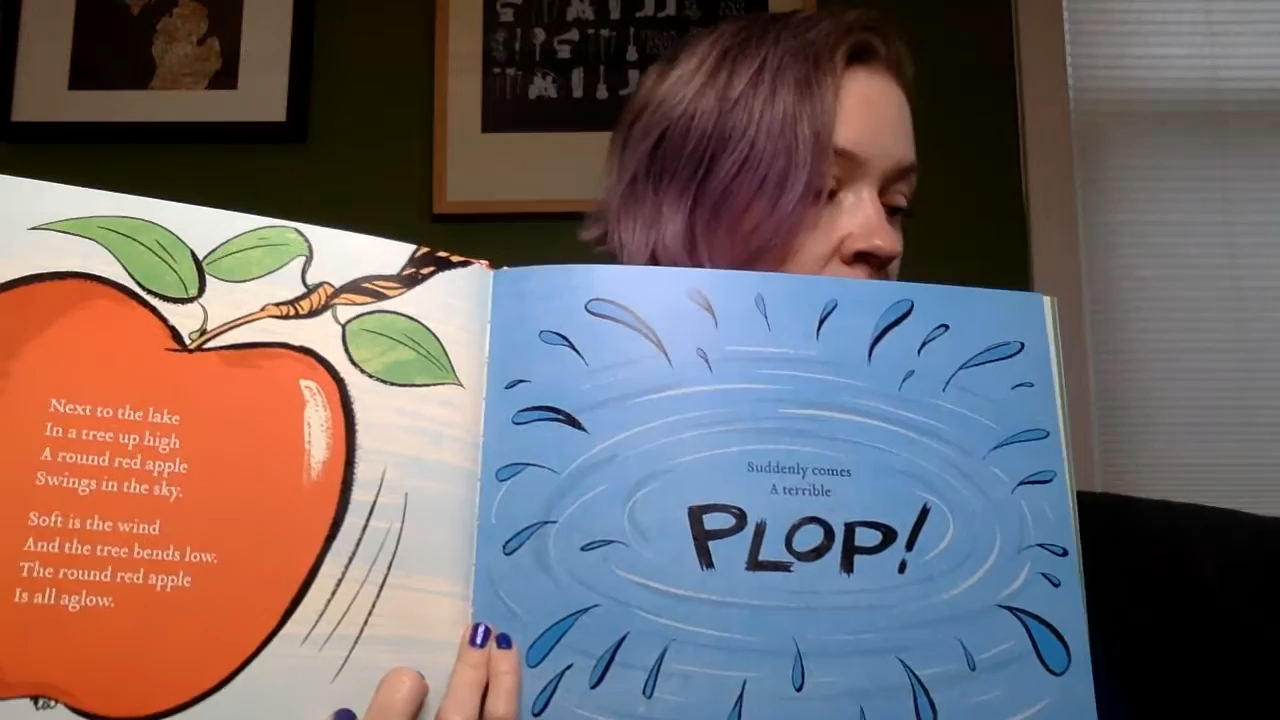 Next to the lake
In a tree up high
A round red apple
Swings in the sky.
Soft is the wind
And the tree bends low.
The round red apple
Is all aglow.
Suddenly comes
A terrible
PLOP!